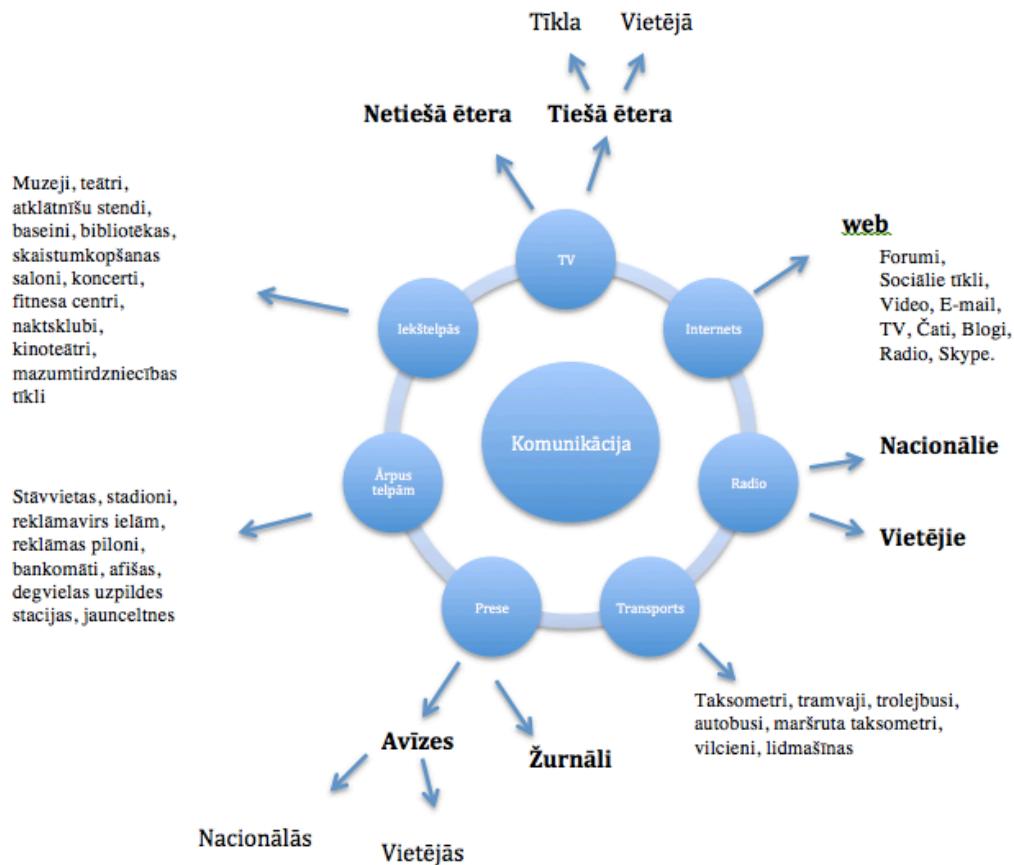 Tīkla
Vietējā
Netiešā ētera
Tiešā ētera
Muzeji, teātri,
atklātnīšu stendi,
baseini, bibliotēkas,
skaistumkopšanas
saloni, koncerti,
fitnesa centri,
naktsklubi,
kinoteātri,
mazumtirdzniecības
tīkli
TV
web
Forumi,
Sociālie tīkli,
Video, E-mail,
TV, Čati, Blogi,
Radio, Skype.
Iekštelpās
Internets
Komunikācija
Nacionālie
Vietējie
Ārpus
telpām
Radio
Stāvvietas, stadioni,
reklāmavirs ielām,
reklāmas piloni,
bankomāti, afišas,
degvielas uzpildes
stacijas, jaunceltnes
Prese
Transports
Taksometri, tramvaji, trolejbusi,
autobusi, maršruta taksometri,
vilcieni, lidmašīnas
Avīzes
Žurnāli
Nacionālās
Vietējās